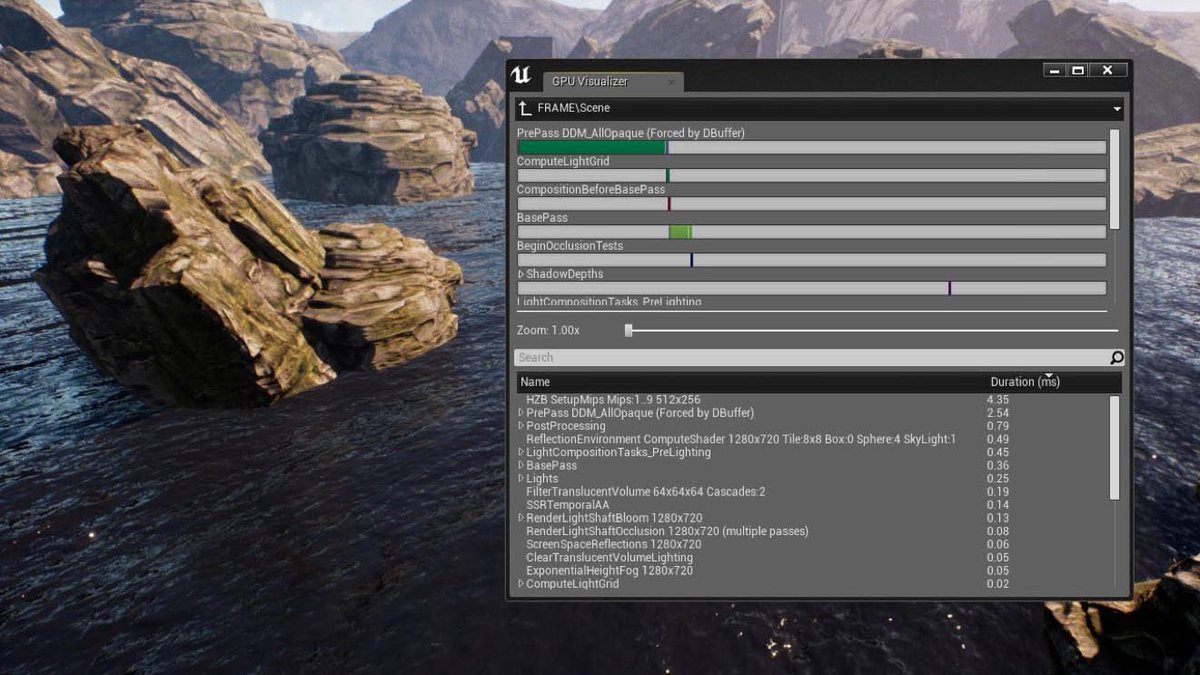 GPU Visualizer
FRAME\Scene
PrePass DDM_AllOpaque (Forced by DBuffer)
ComputeLightGrid
CompositionBeforeBasePass
BasePass
BeginOcclusionTests
ShadowDepths
LightCompositionTasks_PreLighting
Zoom: 1.00x
Search
Name Duration (ms)
HZB SetupMips Mips:1..9 512x256 4.35
PrePass DDM_AllOpaque (Forced by DBuffer) 2.54
PostProcessing 0.79
ReflectionEnvironment ComputeShader 1280x720 Tile:8x8 Box:0 Sphere:4 SkyLight:1 0.49
LightCompositionTasks_PreLighting 0.45
BasePass 0.36
Lights 0.25
FilterTranslucentVolume 64x64x64 Cascades:2 0.19
SSRTemporalAA 0.14
RenderLightShaftBloom 1280x720 0.13
RenderLightShaftOcclusion 1280x720 (multiple passes) 0.08
ScreenSpaceReflections 1280x720 0.06
ClearTranslucentVolumeLighting 0.05
ExponentialHeightFog 1280x720 0.05
ComputeLightGrid 0.02